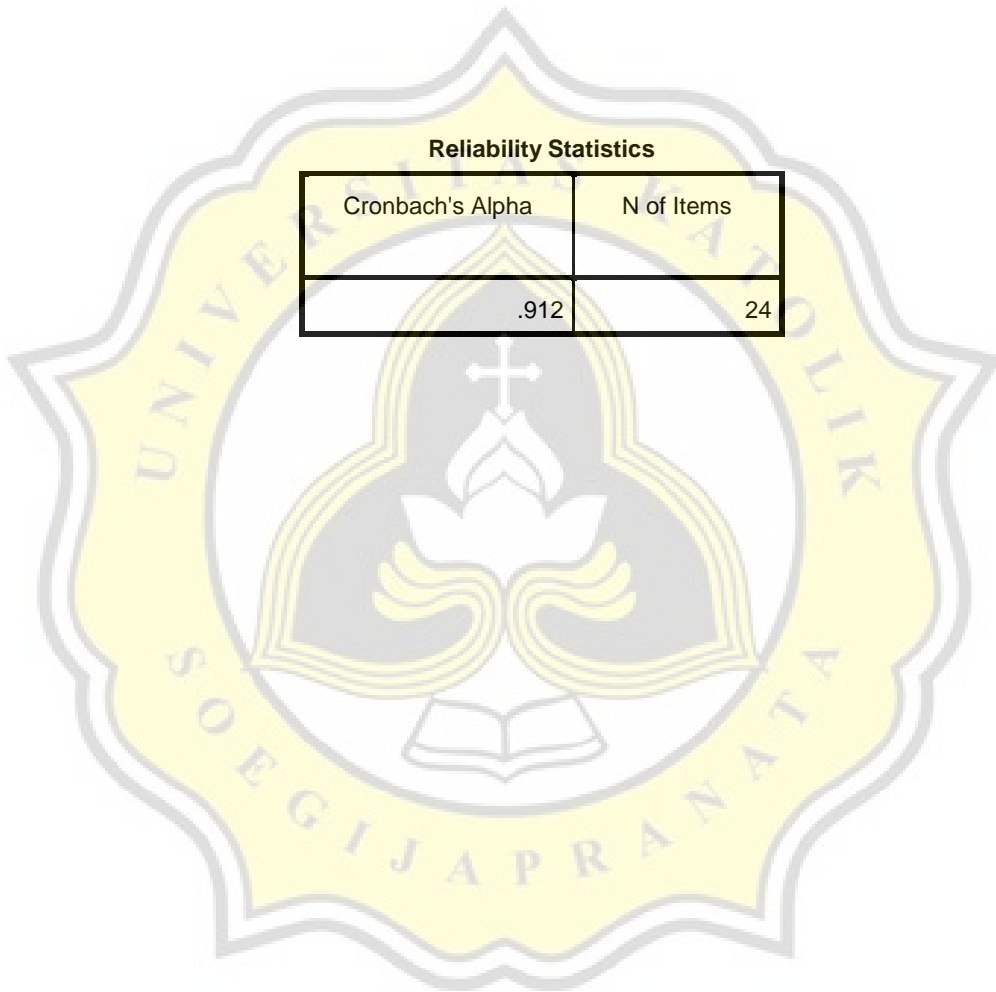 Reliability Statistics
Cronbach's Alpha N of Items
.912 24
UNIVERSITAS KATOLIK
SOEGIJAPRANATA